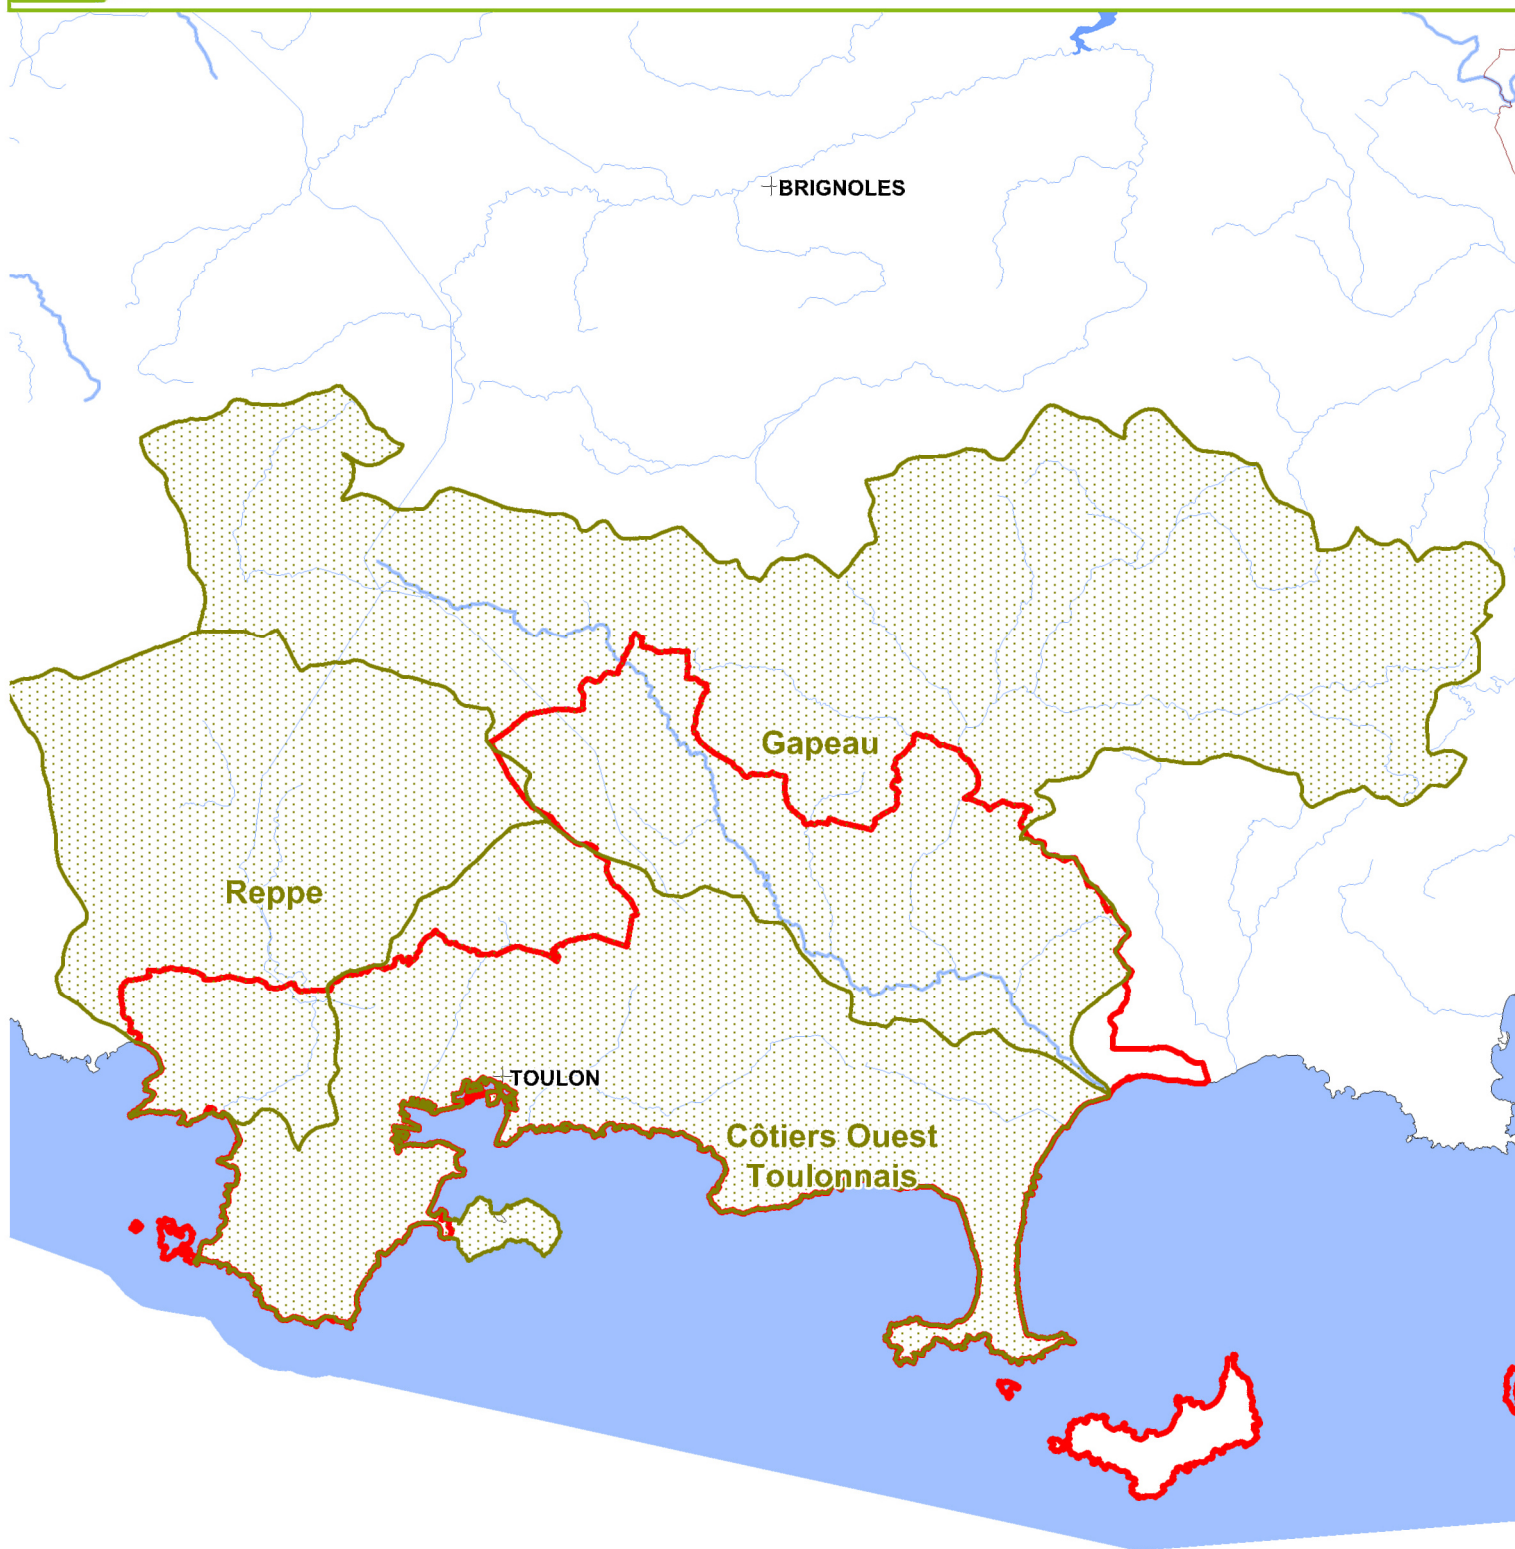 BRIGNOLES
Gapeau
Reppe
TOULON
Côtiers Ouest
Toulonnais